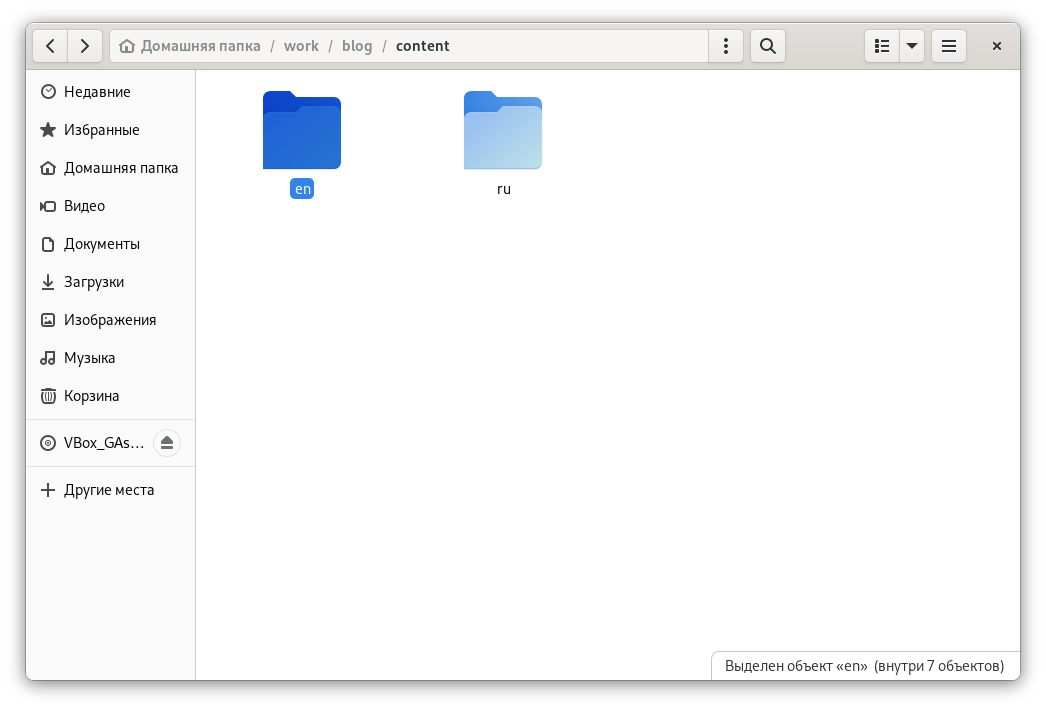 Домашняя папка / work / blog / content
Недавние
Избранные
Домашняя папка
Видео
Документы
Загрузки
Изображения
Музыка
Корзина
VBox_GAs...
Другие места
en
ru
Выделен объект «en» (внутри 7 объектов)